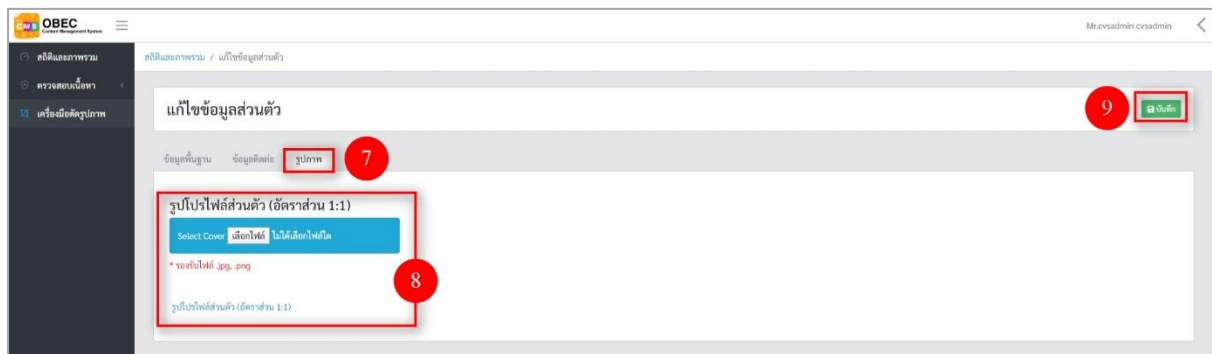 CMS OBEC
Content Management System
Mr.cvsadmin cvsadmin
สถิติและภาพรวม
สถิติและภาพรวม / แก้ไขข้อมูลส่วนตัว
ตรวจสอบเนื้อหา
เครื่องมือตัดรูปภาพ
แก้ไขข้อมูลส่วนตัว
9
บันทึก
ข้อมูลพื้นฐาน ข้อมูลติดต่อ รูปภาพ
7
รูปโปรไฟล์ส่วนตัว (อัตราส่วน 1:1)
Select Cover เลือกไฟล์ ไม่ได้เลือกไฟล์ใด
* รองรับไฟล์ .jpg, .png
8
รูปโปรไฟล์ส่วนตัว (อัตราส่วน 1:1)